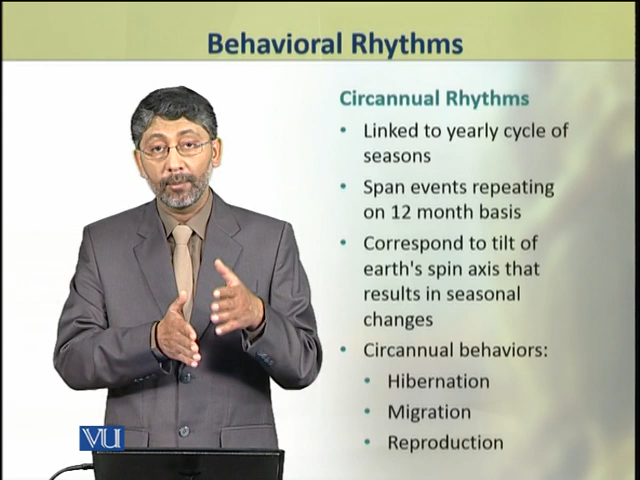 Behavioral Rhythms
Circannual Rhythms
• Linked to yearly cycle of
seasons
• Span events repeating
on 12 month basis
• Correspond to tilt of
earth's spin axis that
results in seasonal
changes
• Circannual behaviors:
• Hibernation
• Migration
• Reproduction
VU